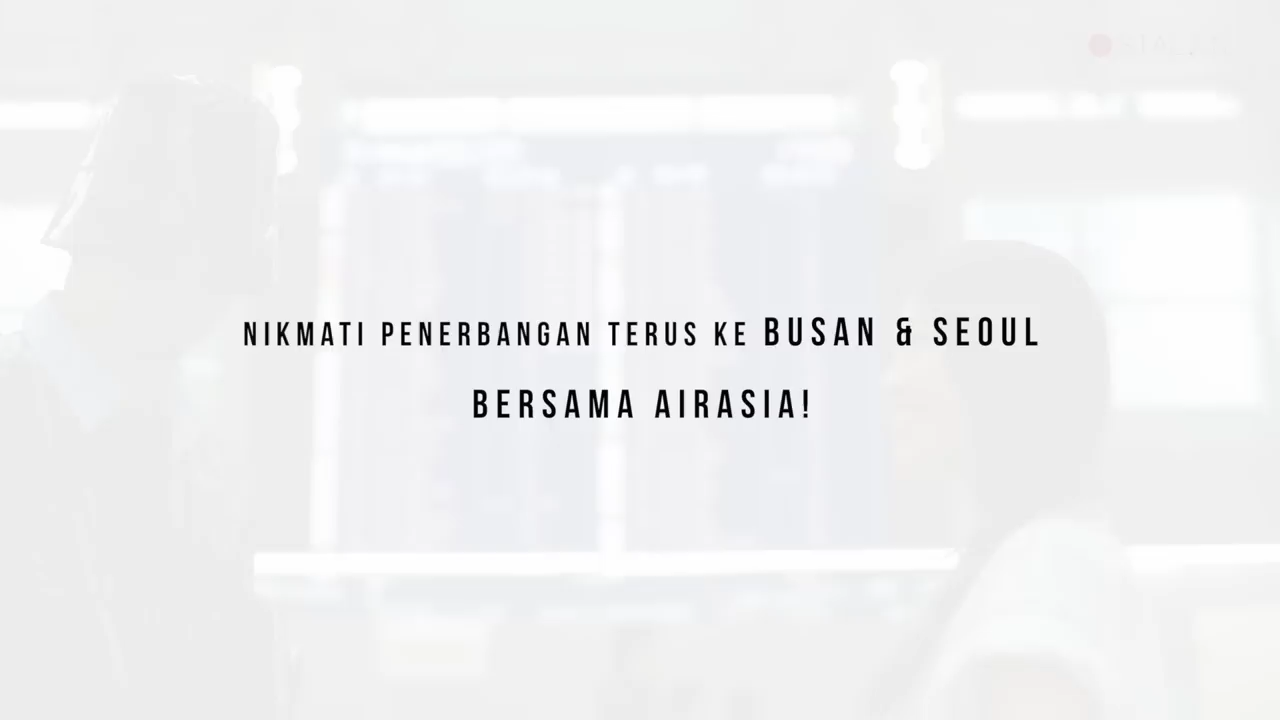 NIKMATI PENERBANGAN TERUS KE BUSAN & SEOUL
BERSAMA AIRASIA!